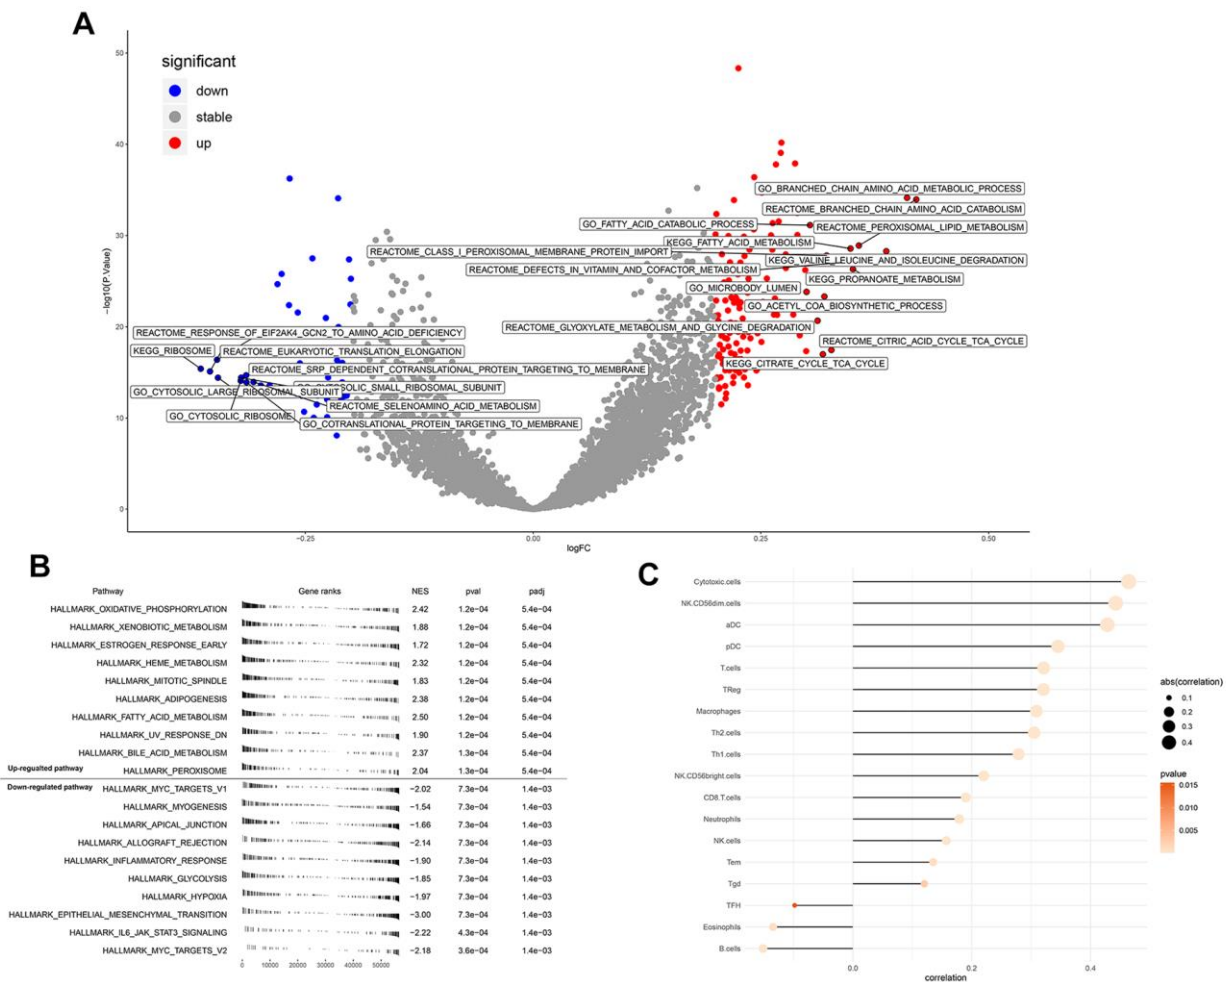 A
significant
down
stable
up
50
40
30
20
10
0
-log10(P.Value)
GO_BRANCHED_CHAIN_AMINO_ACID_METABOLIC_PROCESS
REACTOME_BRANCHED_CHAIN_AMINO_ACID_CATABOLISM
GO_FATTY_ACID_CATABOLIC_PROCESS
REACTOME_PEROXISOMAL_LIPID_METABOLISM
KEGG_FATTY_ACID_METABOLISM
REACTOME_CLASS_I_PEROXISOMAL_MEMBRANE_PROTEIN_IMPORT
KEGG_VALINE_LEUCINE_AND_ISOLEUCINE_DEGRADATION
REACTOME_DEFECTS_IN_VITAMIN_AND_COFACTOR_METABOLISM
KEGG_PROPANOATE_METABOLISM
GO_MICROBODY_LUMEN
GO_ACETYL_COA_BIOSYNTHETIC_PROCESS
REACTOME_GLYOXYLATE_METABOLISM_AND_GLYCINE_DEGRADATION
REACTOME_CITRIC_ACID_CYCLE_TCA_CYCLE
KEGG_CITRATE_CYCLE_TCA_CYCLE
REACTOME_RESPONSE_OF_EIF2AK4_GCN2_TO_AMINO_ACID_DEFICIENCY
KEGG_RIBOSOME
REACTOME_EUKARYOTIC_TRANSLATION_ELONGATION
REACTOME_SRP_DEPENDENT_COTRANSLATIONAL_PROTEIN_TARGETING_TO_MEMBRANE
GO_CYTOSOLIC_SMALL_RIBOSOMAL_SUBUNIT
GO_CYTOSOLIC_LARGE_RIBOSOMAL_SUBUNIT
REACTOME_SELENOAMINO_ACID_METABOLISM
GO_CYTOSOLIC_RIBOSOME
GO_COTRANSLATIONAL_PROTEIN_TARGETING_TO_MEMBRANE
-0.25 0.00 0.25 0.50
logFC
B
Pathway Gene ranks NES pval padj
HALLMARK_OXIDATIVE_PHOSPHORYLATION 2.42 1.2e-04 5.4e-04
HALLMARK_XENOBIOTIC_METABOLISM 1.88 1.2e-04 5.4e-04
HALLMARK_ESTROGEN_RESPONSE_EARLY 1.72 1.2e-04 5.4e-04
HALLMARK_HEME_METABOLISM 2.32 1.2e-04 5.4e-04
HALLMARK_MITOTIC_SPINDLE 1.83 1.2e-04 5.4e-04
HALLMARK_ADIPOGENESIS 2.38 1.2e-04 5.4e-04
HALLMARK_FATTY_ACID_METABOLISM 2.50 1.2e-04 5.4e-04
HALLMARK_UV_RESPONSE_DN 1.90 1.2e-04 5.4e-04
HALLMARK_BILE_ACID_METABOLISM 2.37 1.3e-04 5.4e-04
Up-regualted pathway HALLMARK_PEROXISOME 2.04 1.3e-04 5.4e-04
Down-regulated pathway HALLMARK_MYC_TARGETS_V1 -2.02 7.3e-04 1.4e-03
HALLMARK_MYOGENESIS -1.54 7.3e-04 1.4e-03
HALLMARK_APICAL_JUNCTION -1.66 7.3e-04 1.4e-03
HALLMARK_ALLOGRAFT_REJECTION -2.14 7.3e-04 1.4e-03
HALLMARK_INFLAMMATORY_RESPONSE -1.90 7.3e-04 1.4e-03
HALLMARK_GLYCOLYSIS -1.85 7.3e-04 1.4e-03
HALLMARK_HYPOXIA -1.97 7.3e-04 1.4e-03
HALLMARK_EPITHELIAL_MESENCHYMAL_TRANSITION -3.00 7.3e-04 1.4e-03
HALLMARK_IL6_JAK_STAT3_SIGNALING -2.22 4.3e-04 1.4e-03
HALLMARK_MYC_TARGETS_V2 -2.18 3.6e-04 1.4e-03
0 10000 20000 30000 40000 50000
C
Cytotoxic.cells
NK.CD56dim.cells
aDC
pDC
T.cells
TReg
Macrophages
Th2.cells
Th1.cells
NK.CD56bright.cells
CD8.T.cells
Neutrophils
NK.cells
Tem
Tgd
TFH
Eosinophils
B.cells
0.0 0.2 0.4
correlation
abs(correlation)
0.1
0.2
0.3
0.4
pvalue
0.015
0.010
0.005